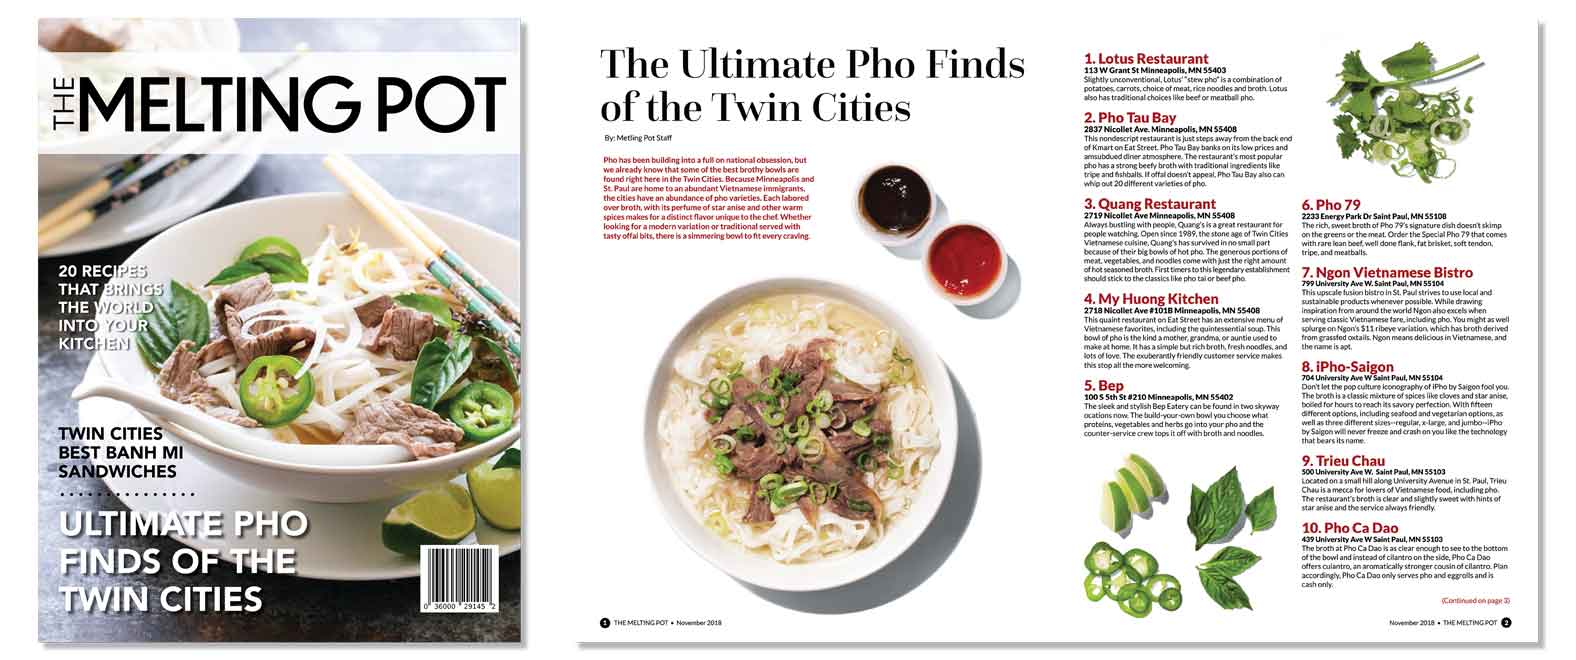 THE MELTING POT
20 RECIPES
THAT BRINGS
THE WORLD
INTO YOUR
KITCHEN
TWIN CITIES
BEST BANH MI
SANDWICHES
ULTIMATE PHO
FINDS OF THE
TWIN CITIES
0 36000 29145 2
The Ultimate Pho Finds
of the Twin Cities
By: Metling Pot Staff
Pho has been building into a full on national obsession, but
we already know that some of the best brothy bowls are
found right here in the Twin Cities. Because Minneapolis and
St. Paul are home to an abundant Vietnamese immigrants,
the cities have an abundance of pho varieties. Each labored
over broth, with its perfume of star anise and other warm
spices makes for a distinct flavor unique to the chef. Whether
looking for a modern variation or traditional served with
tasty offal bits, there is a simmering bowl to fit every craving.
1 THE MELTING POT • November 2018
1. Lotus Restaurant
113 W Grant St Minneapolis, MN 55403
Slightly unconventional, Lotus' "stew pho" is a combination of
potatoes, carrots, choice of meat, rice noodles and broth. Lotus
also has traditional choices like beef or meatball pho.
2. Pho Tau Bay
2837 Nicollet Ave. Minneapolis, MN 55408
This nondescript restaurant is just steps away from the back end
of Kmart on Eat Street. Pho Tau Bay banks on its low prices and
amsubdued diner atmosphere. The restaurant's most popular
pho has a strong beefy broth with traditional ingredients like
tripe and fishballs. If offal doesn't appeal, Pho Tau Bay also can
whip out 20 different varieties of pho.
3. Quang Restaurant
2719 Nicollet Ave Minneapolis, MN 55408
Always bustling with people, Quang's is a great restaurant for
people watching. Open since 1989, the stone age of Twin Cities
Vietnamese cuisine, Quang's has survived in no small part
because of their big bowls of hot pho. The generous portions of
meat, vegetables, and noodles come with just the right amount
of hot seasoned broth. First timers to this legendary establishment
should stick to the classics like pho tai or beef pho.
4. My Huong Kitchen
2718 Nicollet Ave #101B Minneapolis, MN 55408
This quaint restaurant on Eat Street has an extensive menu of
Vietnamese favorites, including the quintessential soup. This
bowl of pho is the kind a mother, grandma, or auntie used to
make at home. It has a simple but rich broth, fresh noodles, and
lots of love. The exuberantly friendly customer service makes
this stop all the more welcoming.
5. Bep
100 S 5th St #210 Minneapolis, MN 55402
The sleek and stylish Bep Eatery can be found in two skyway
ocations now. The build-your-own bowl you choose what
proteins, vegetables and herbs go into your pho and the
counter-service crew tops it off with broth and noodles.
6. Pho 79
2233 Energy Park Dr Saint Paul, MN 55108
The rich, sweet broth of Pho 79's signature dish doesn't skimp
on the greens or the meat. Order the Special Pho 79 that comes
with rare lean beef, well done flank, fat brisket, soft tendon,
tripe, and meatballs.
7. Ngon Vietnamese Bistro
799 University Ave W. Saint Paul, MN 55104
This upscale fusion bistro in St. Paul strives to use local and
sustainable products whenever possible. While drawing
inspiration from around the world Ngon also excels when
serving classic Vietnamese fare, including pho. You might as well
splurge on Ngon's $11 ribeye variation, which has broth derived
from grassfed oxtails. Ngon means delicious in Vietnamese, and
the name is apt.
8. iPho-Saigon
704 University Ave W Saint Paul, MN 55104
Don't let the pop culture iconography of iPho by Saigon fool you.
The broth is a classic mixture of spices like cloves and star anise,
boiled for hours to reach its savory perfection. With fifteen
different options, including seafood and vegetarian options, as
well as three different sizes--regular, x-large, and jumbo--iPho
by Saigon will never freeze and crash on you like the technology
that bears its name.
9. Trieu Chau
500 University Ave W. Saint Paul, MN 55103
Located on a small hill along University Avenue in St. Paul, Trieu
Chau is a mecca for lovers of Vietnamese food, including pho.
The restaurant's broth is clear and slightly sweet with hints of
star anise and the service always friendly.
10. Pho Ca Dao
439 University Ave W Saint Paul, MN 55103
The broth at Pho Ca Dao is as clear enough to see to the bottom
of the bowl and instead of cilantro on the side, Pho Ca Dao
offers culantro, an aromatically stronger cousin of cilantro. Plan
accordingly, Pho Ca Dao only serves pho and eggrolls and is
cash only.
(Continued on page 3)
November 2018 • THE MELTING POT 2